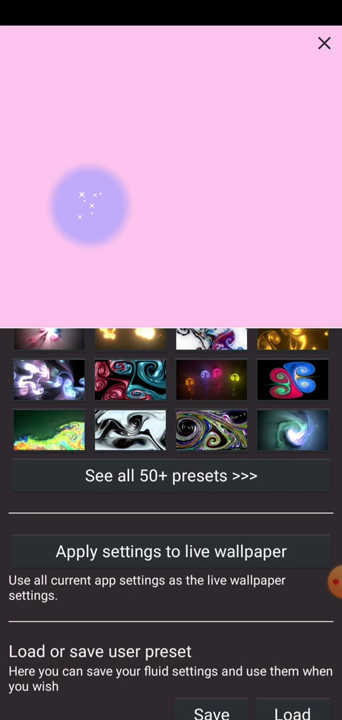 See all 50+ presets >>>
Apply settings to live wallpaper
Use all current app settings as the live wallpaper
settings.
Load or save user preset
Here you can save your fluid settings and use them when
you wish
Save Load